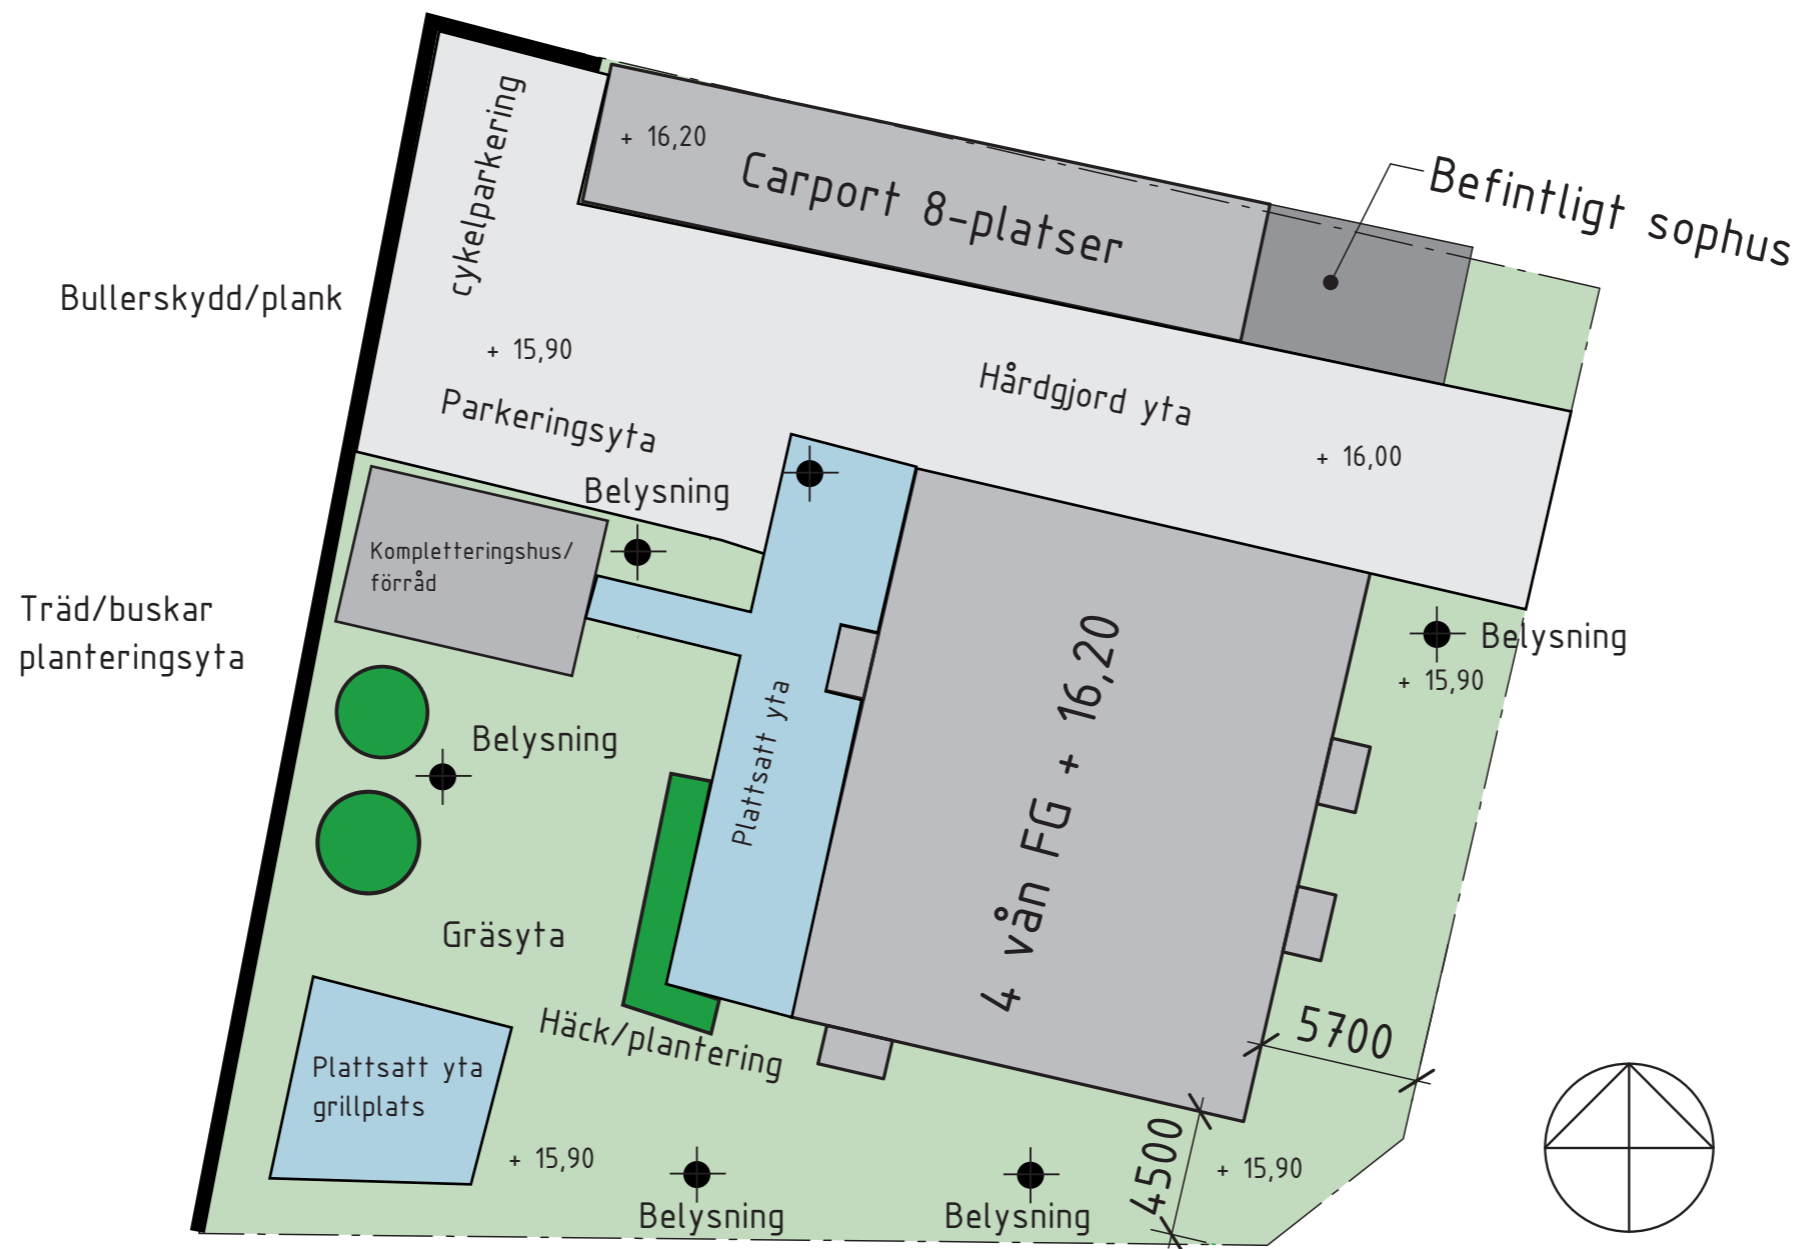 cykelparkering
+ 16,20
Carport 8-platser
Befintligt sophus
Bullerskydd/plank
+ 15,90
Parkeringsyta
Hårdgjord yta
+ 16,00
Belysning
Kompletteringshus/
förråd
Träd/buskar
planteringsyta
Belysning
+ 15,90
Belysning
Plattsatt yta
4 vån FG + 16,20
Gräsyta
Häck/plantering
5700
Plattsatt yta
grillplats
+ 15,90
4500
+ 15,90
Belysning
Belysning